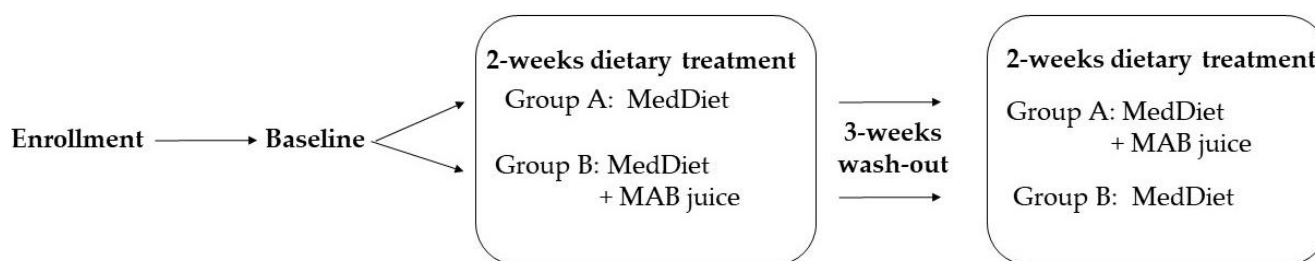 Enrollment
Baseline
2-weeks dietary treatment
Group A: MedDiet
Group B: MedDiet
+ MAB juice
3-weeks
wash-out
2-weeks dietary treatment
Group A: MedDiet
+ MAB juice
Group B: MedDiet